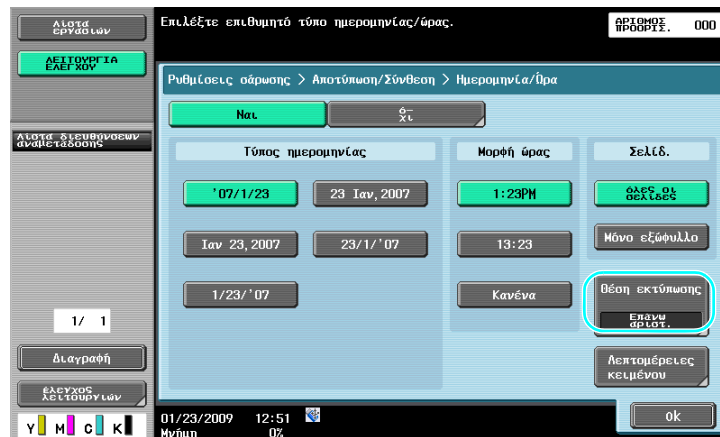 Λίστα
εργασιών
Επιλέξτε επιθυμητό τύπο ημερομηνίας/ώρας.
ΑΡΙΘΜΟΣ
ΠΡΟΟΡΙΣ.
000
ΛΕΙΤΟΥΡΓΙΑ
ΕΛΕΓΧΟΥ
Ρυθμίσεις σάρωσης > Αποτύπωση/Σύνθεση > Ημερομηνία/Ώρα
Ναι
ό-
χι
Λίστα διευθύνσεων
αναμετάδοσης
Τύπος ημερομηνίας
Μορφή ώρας
Σελίδ.
'07/1/23
23 Ιαν,2007
1:23PM
όλες οι
σελίδες
Ιαν 23,2007
23/1/'07
13:23
Μόνο εξώφυλλο
1/23/'07
Κανένα
Θέση εκτύπωσης
Επάνω
αριστ.
1/ 1
Διαγραφή
Λεπτομέρειες
κειμένου
έλεγχος
λειτουργιών
Y M C K
01/23/2009 12:51
Μνήμη 0%
Ok